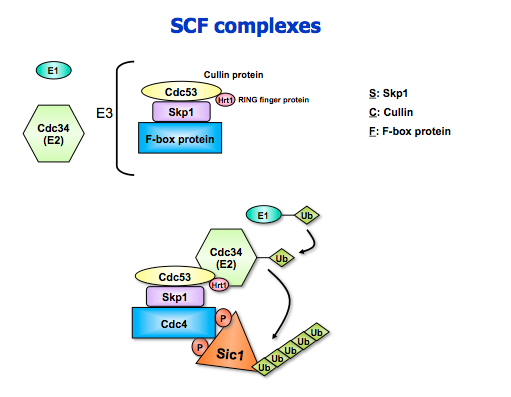 SCF complexes
E1
Cdc34
(E2)
E3
Cullin protein
Cdc53
Hrt1
RING finger protein
Skp1
F-box protein
S: Skp1
C: Cullin
F: F-box protein
E1
Ub
Cdc34
(E2)
Ub
Cdc53
Hrt1
Skp1
Cdc4
P
P
Sic1
Ub
Ub
Ub
Ub
Ub